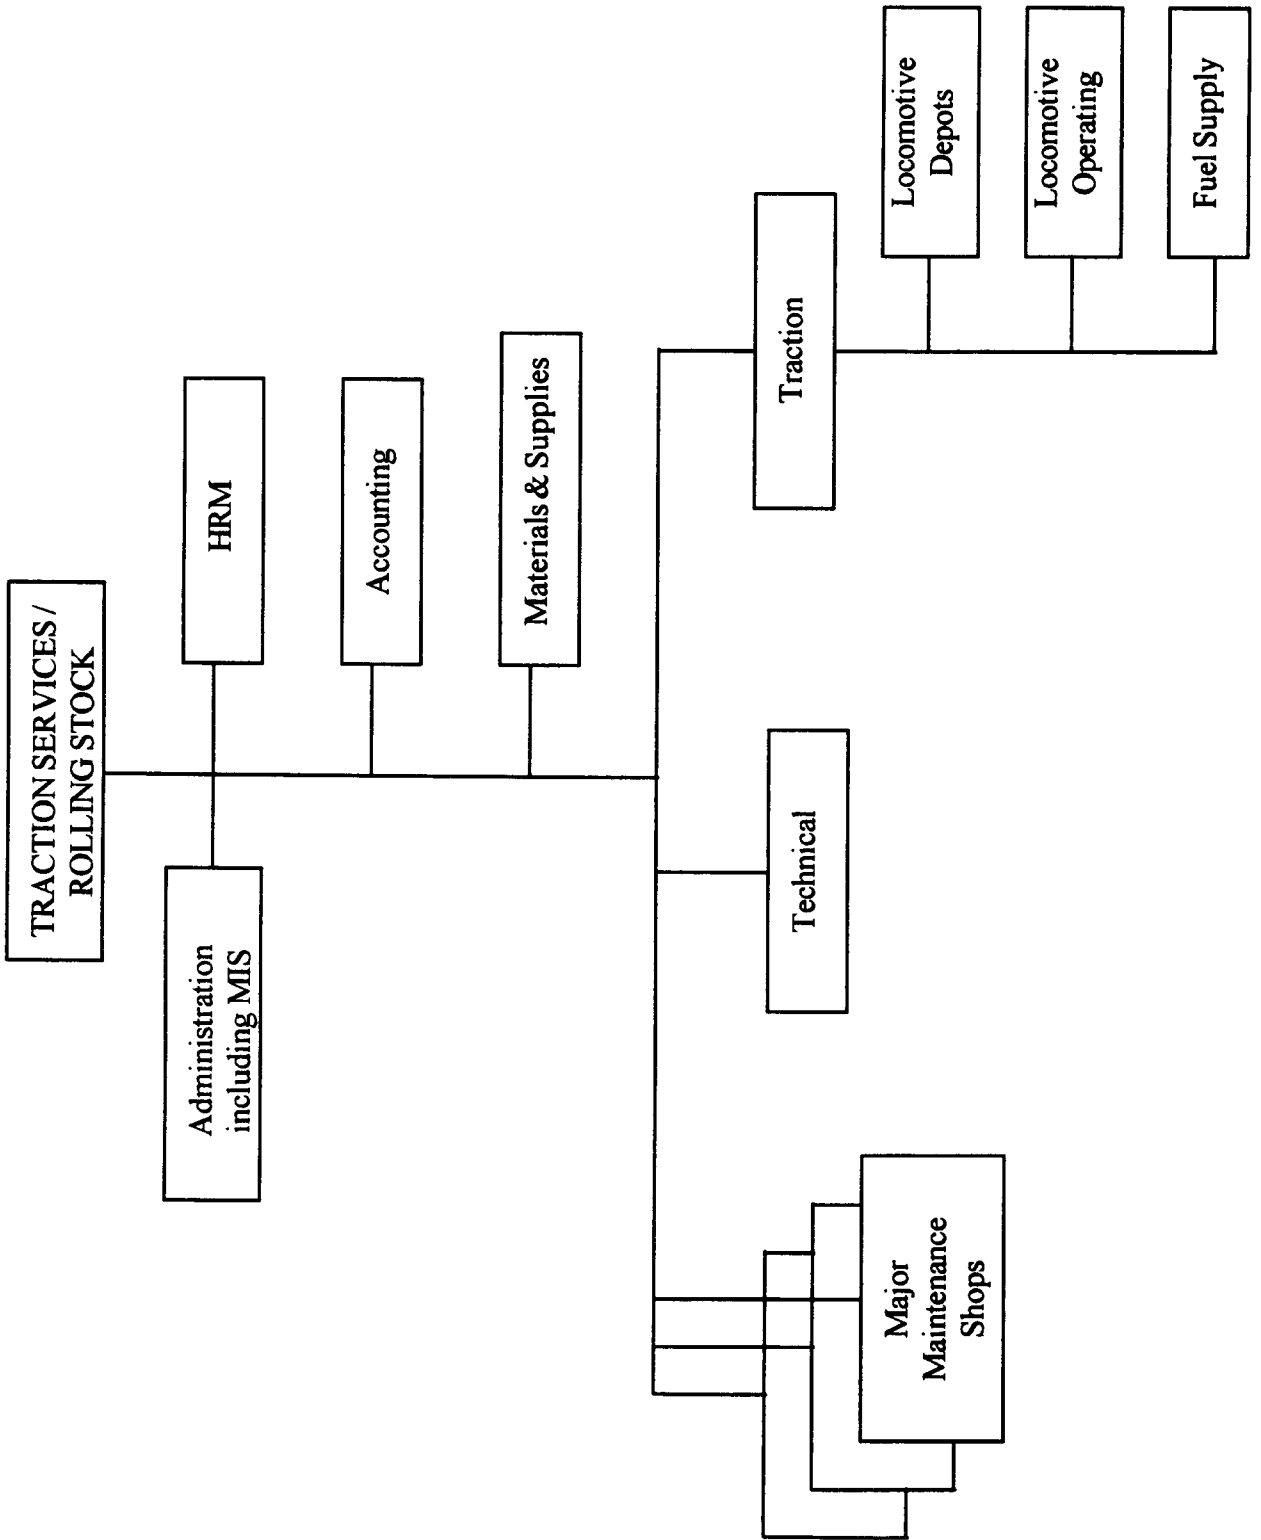 TRACTION SERVICES /
ROLLING STOCK
Administration
including MIS
HRM
Accounting
Materials & Supplies
Major
Maintenance
Shops
Technical
Traction
Locomotive
Depots
Locomotive
Operating
Fuel Supply